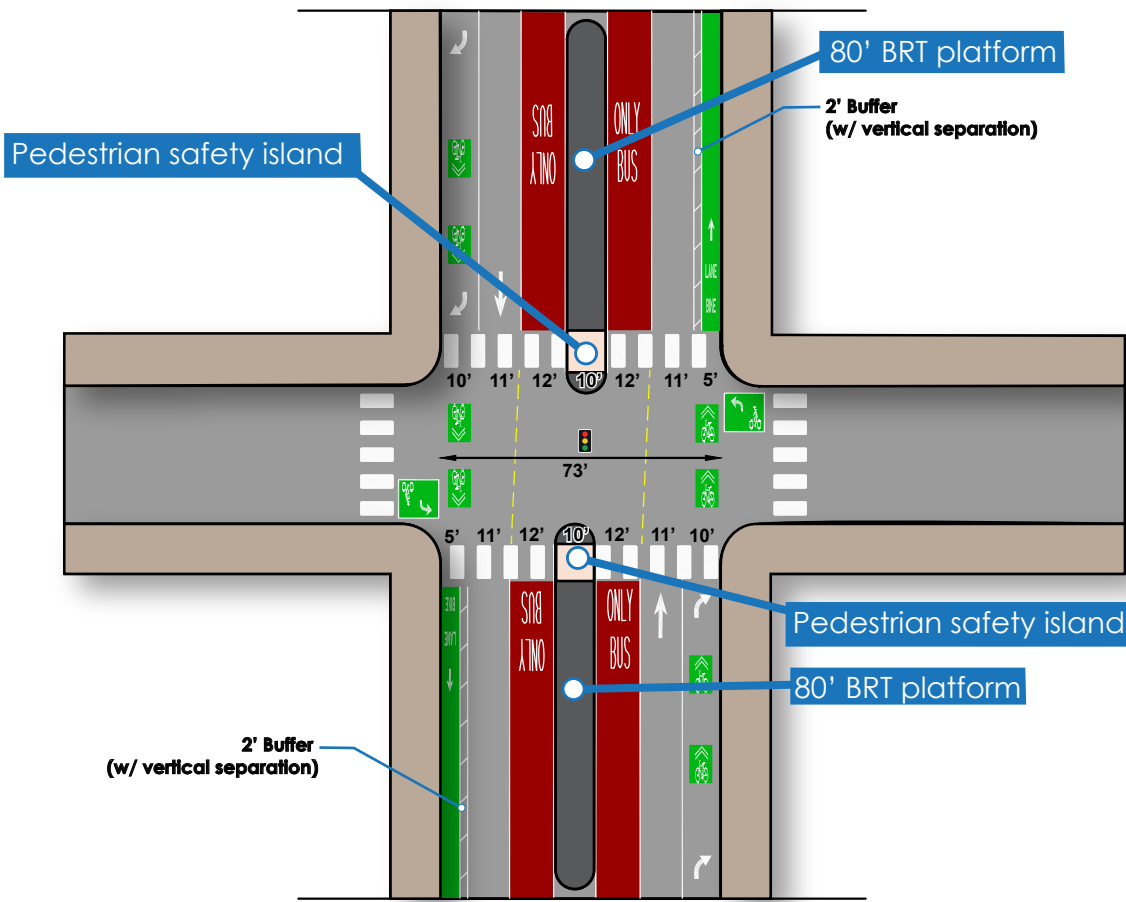 80’ BRT platform
2’ Buffer
(w/ vertical separation)
Pedestrian safety island
BUS
ONLY
ONLY
BUS
LANE
BIKE
10’ 11’ 12’ 10’ 12’ 11’ 5’
73’
5’ 11’ 12’ 10’ 12’ 11’ 10’
BIKE
LANE
BUS
ONLY
ONLY
BUS
Pedestrian safety island
80’ BRT platform
2’ Buffer
(w/ vertical separation)